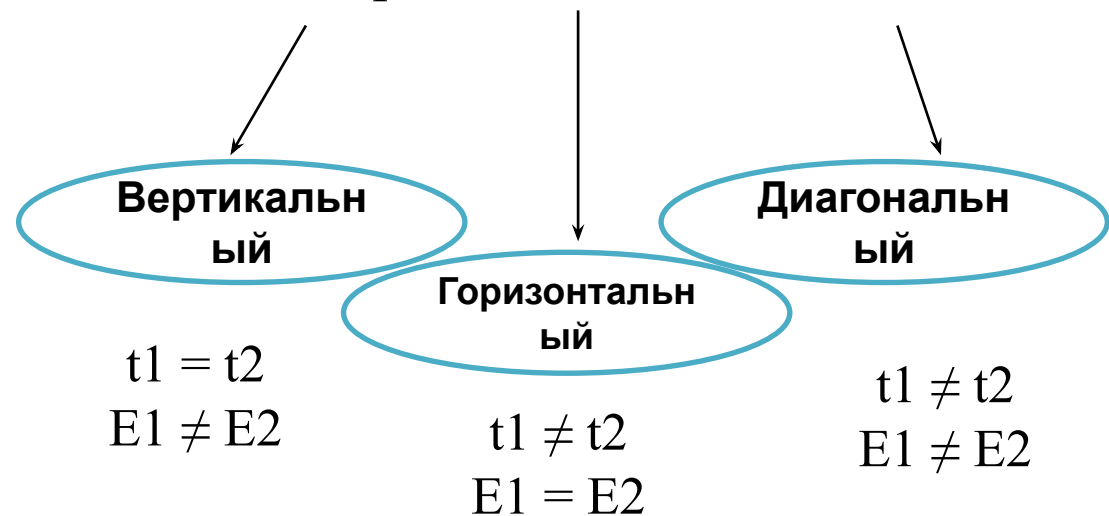 Вертикальн
ый
t1 = t2
E1 ≠ E2
Горизонтальн
ый
t1 ≠ t2
E1 = E2
Диагональн
ый
t1 ≠ t2
E1 ≠ E2